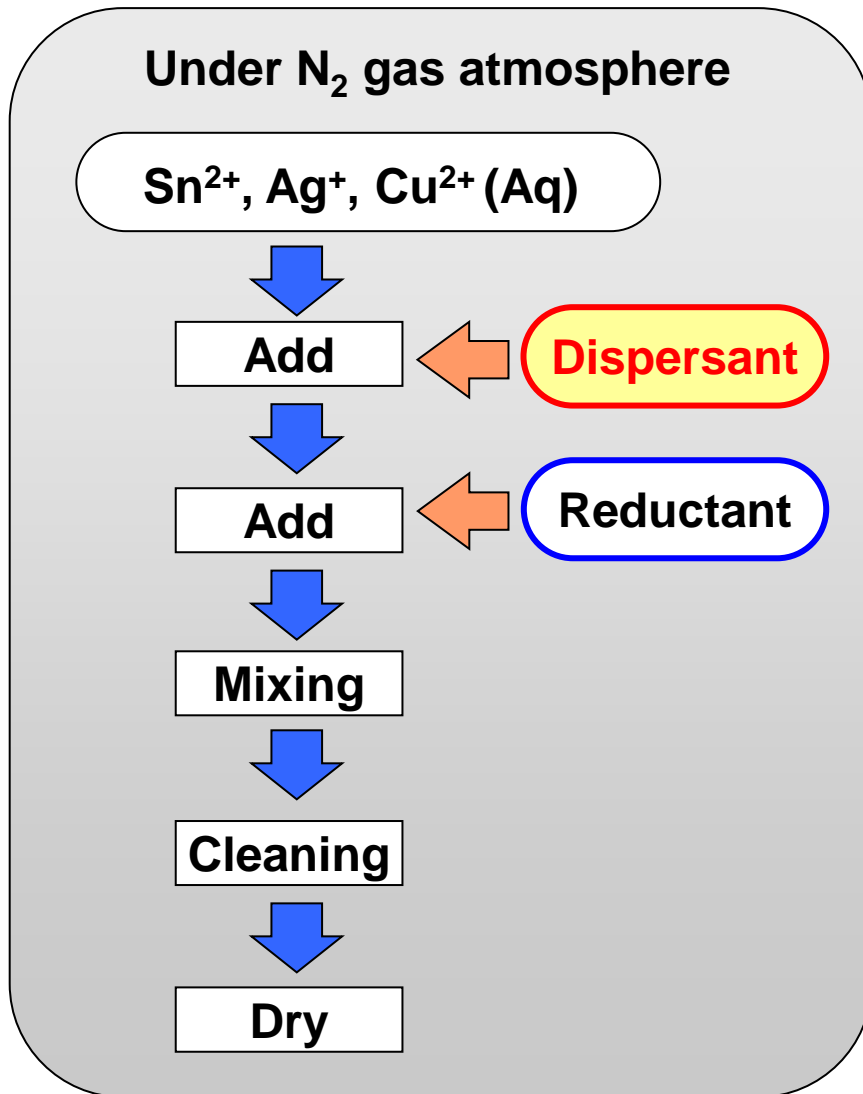 Under N₂ gas atmosphere
Sn²⁺, Ag⁺, Cu²⁺ (Aq)
Add
Dispersant
Add
Reductant
Mixing
Cleaning
Dry